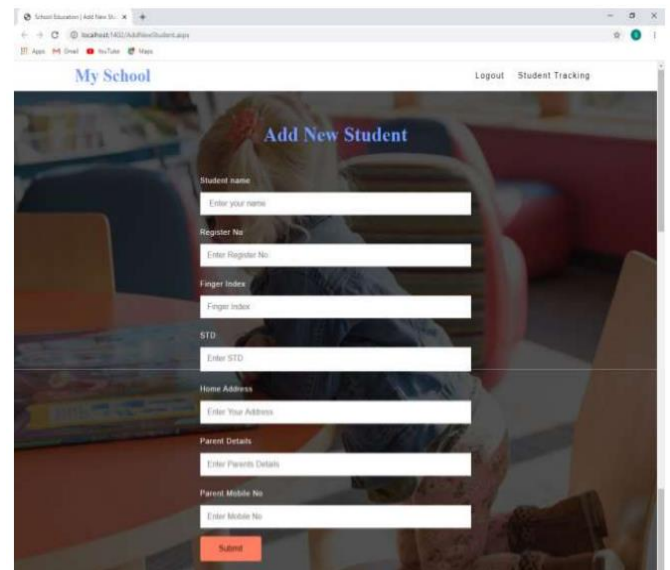 School Education | Add New Stu
localhost:1402/AddNewStudent.aspx
Apps Gmail YouTube Maps
My School
Logout Student Tracking
Add New Student
Student name
Enter your name
Register No
Enter Register No
Finger Index
Finger Index
STD
Enter STD
Home Address
Enter Your Address
Parent Details
Enter Parents Details
Parent Mobile No
Enter Mobile No
Submit